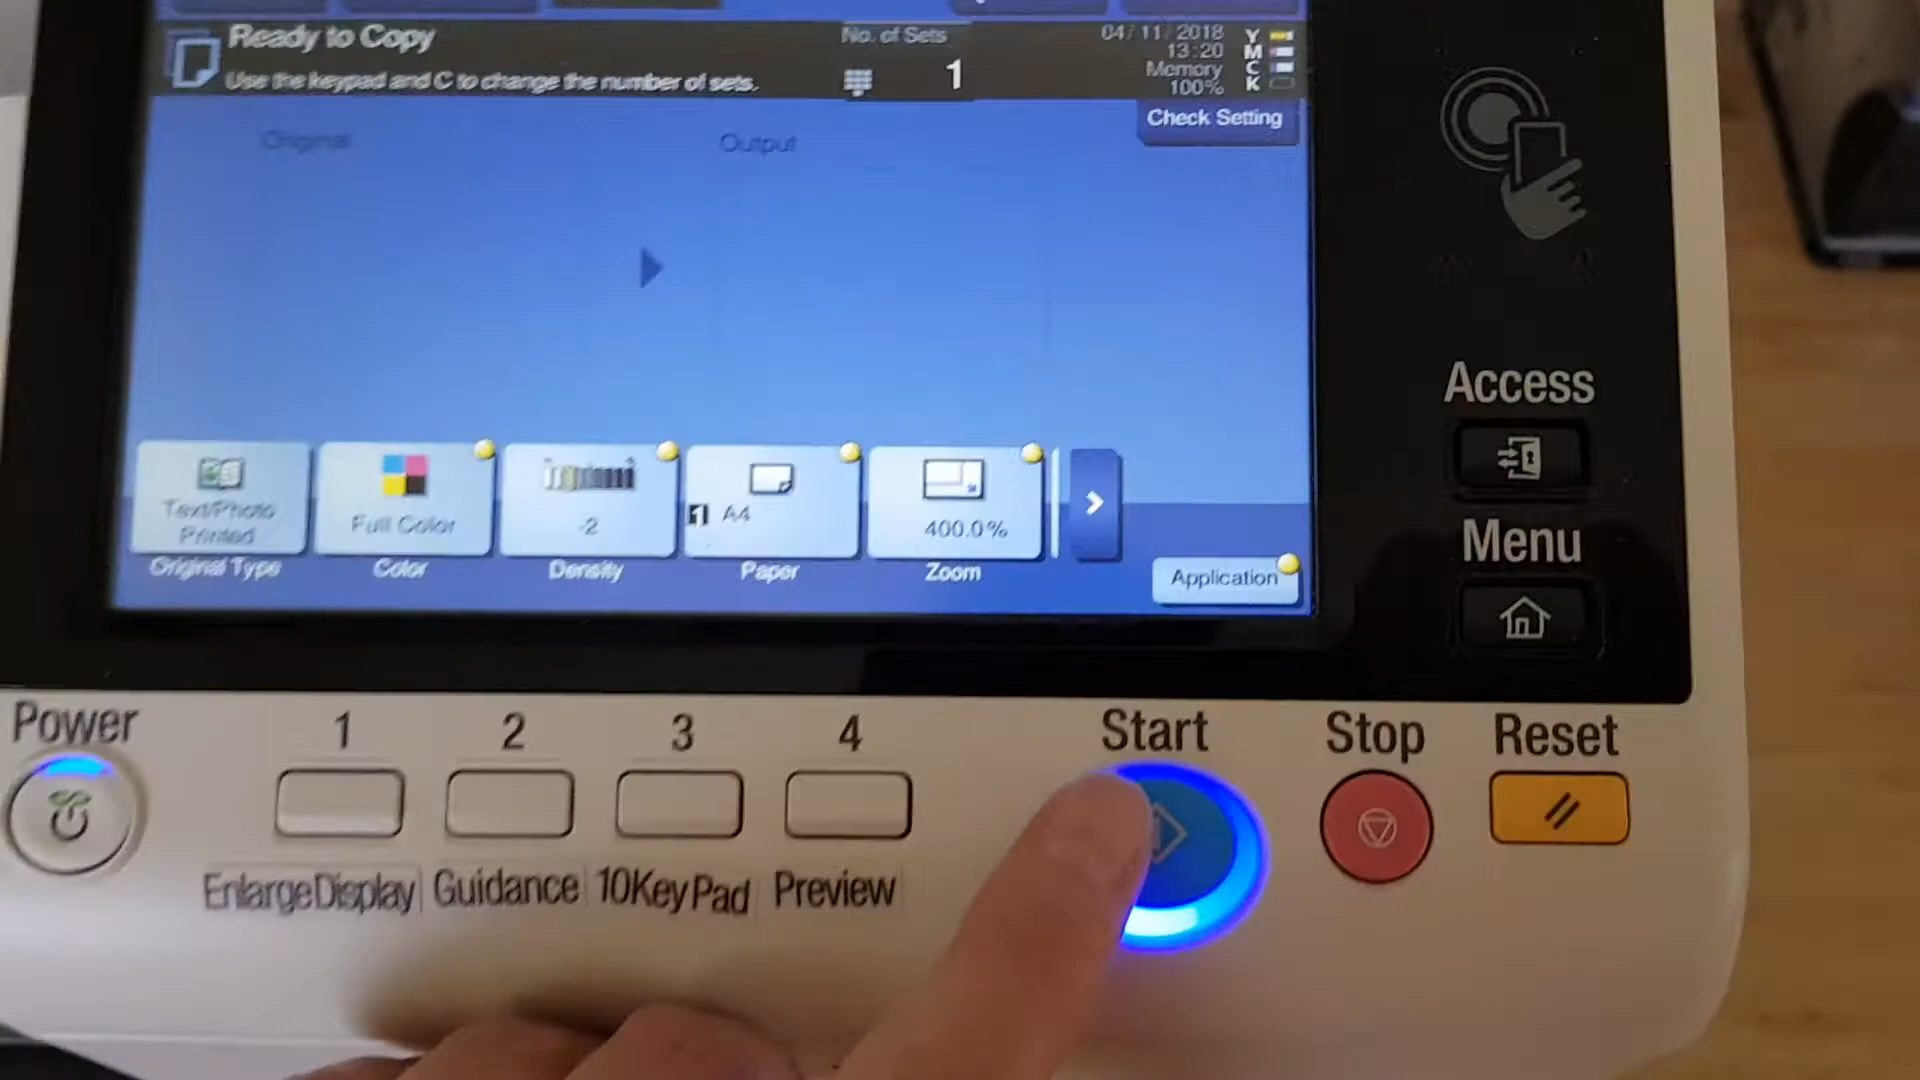 Ready to Copy
Use the keypad and C to change the number of sets.
No. of Sets
1
04/11/2018
13:20
Memory
100%
Y
M
C
K
Check Setting
Original
Output
Text/Photo
Printed
Original Type
Full Color
Color
-2
Density
1 A4
Paper
400.0%
Zoom
Application
Access
Menu
Power
1
2
3
4
Start
Stop
Reset
Enlarge Display
Guidance
10Key Pad
Preview